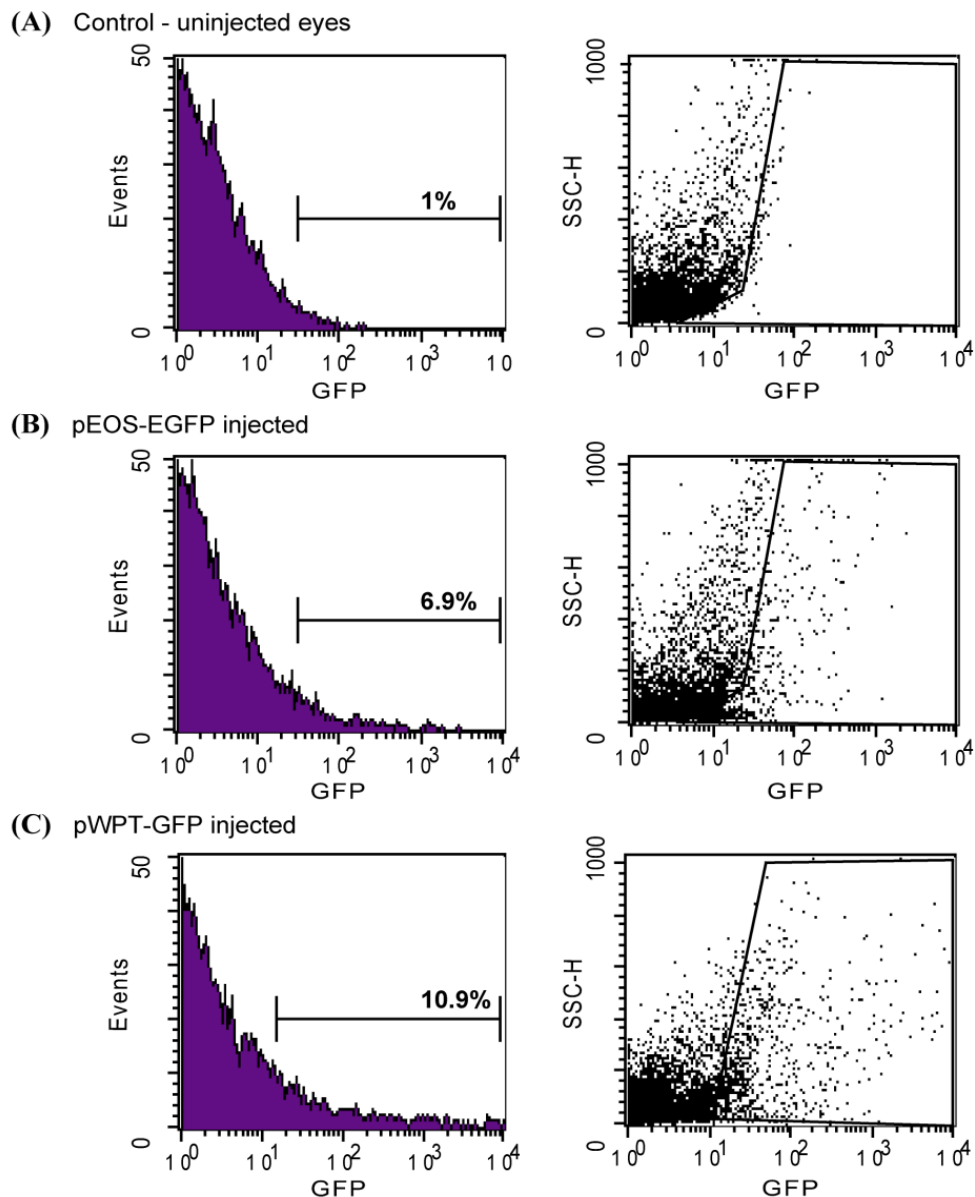 (A) Control - uninjected eyes
50
Events
0
1%
10^0 10^1 10^2 10^3 10
GFP
1000
SSC-H
0
10^0 10^1 10^2 10^3 10^4
GFP
(B) pEOS-EGFP injected
50
Events
0
6.9%
10^0 10^1 10^2 10^3 10^4
GFP
1000
SSC-H
0
10^0 10^1 10^2 10^3 10^4
GFP
(C) pWPT-GFP injected
50
Events
0
10.9%
10^0 10^1 10^2 10^3 10^4
GFP
1000
SSC-H
0
10^0 10^1 10^2 10^3 10^4
GFP